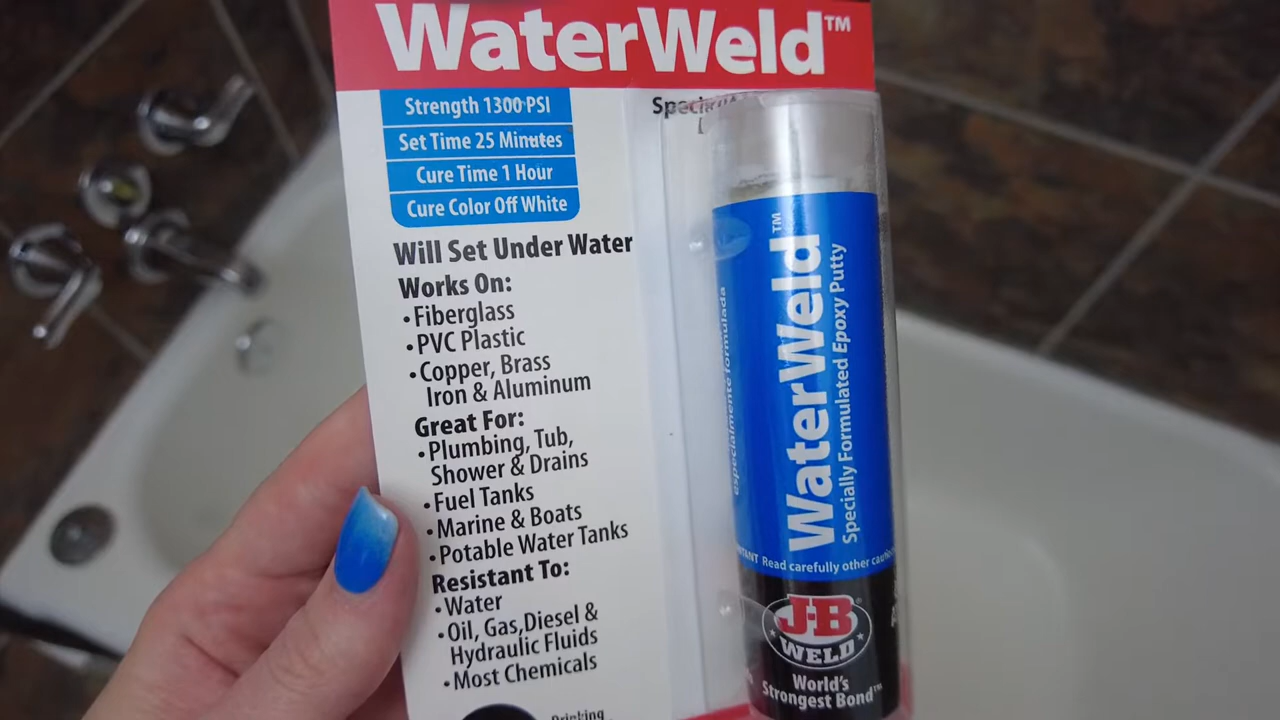 WaterWeld™
Strength 1300 PSI
Set Time 25 Minutes
Cure Time 1 Hour
Cure Color Off White
Will Set Under Water
Works On:
•Fiberglass
•PVC Plastic
•Copper, Brass
Iron & Aluminum
Great For:
•Plumbing, Tub,
Shower & Drains
•Fuel Tanks
•Marine & Boats
•Potable Water Tanks
Resistant To:
•Water
•Oil, Gas,Diesel &
Hydraulic Fluids
•Most Chemicals
Drinking
especialmente formulada
WaterWeld™
Specially Formulated Epoxy Putty
Read carefully other
J-B
WELD
World's
Strongest Bond™